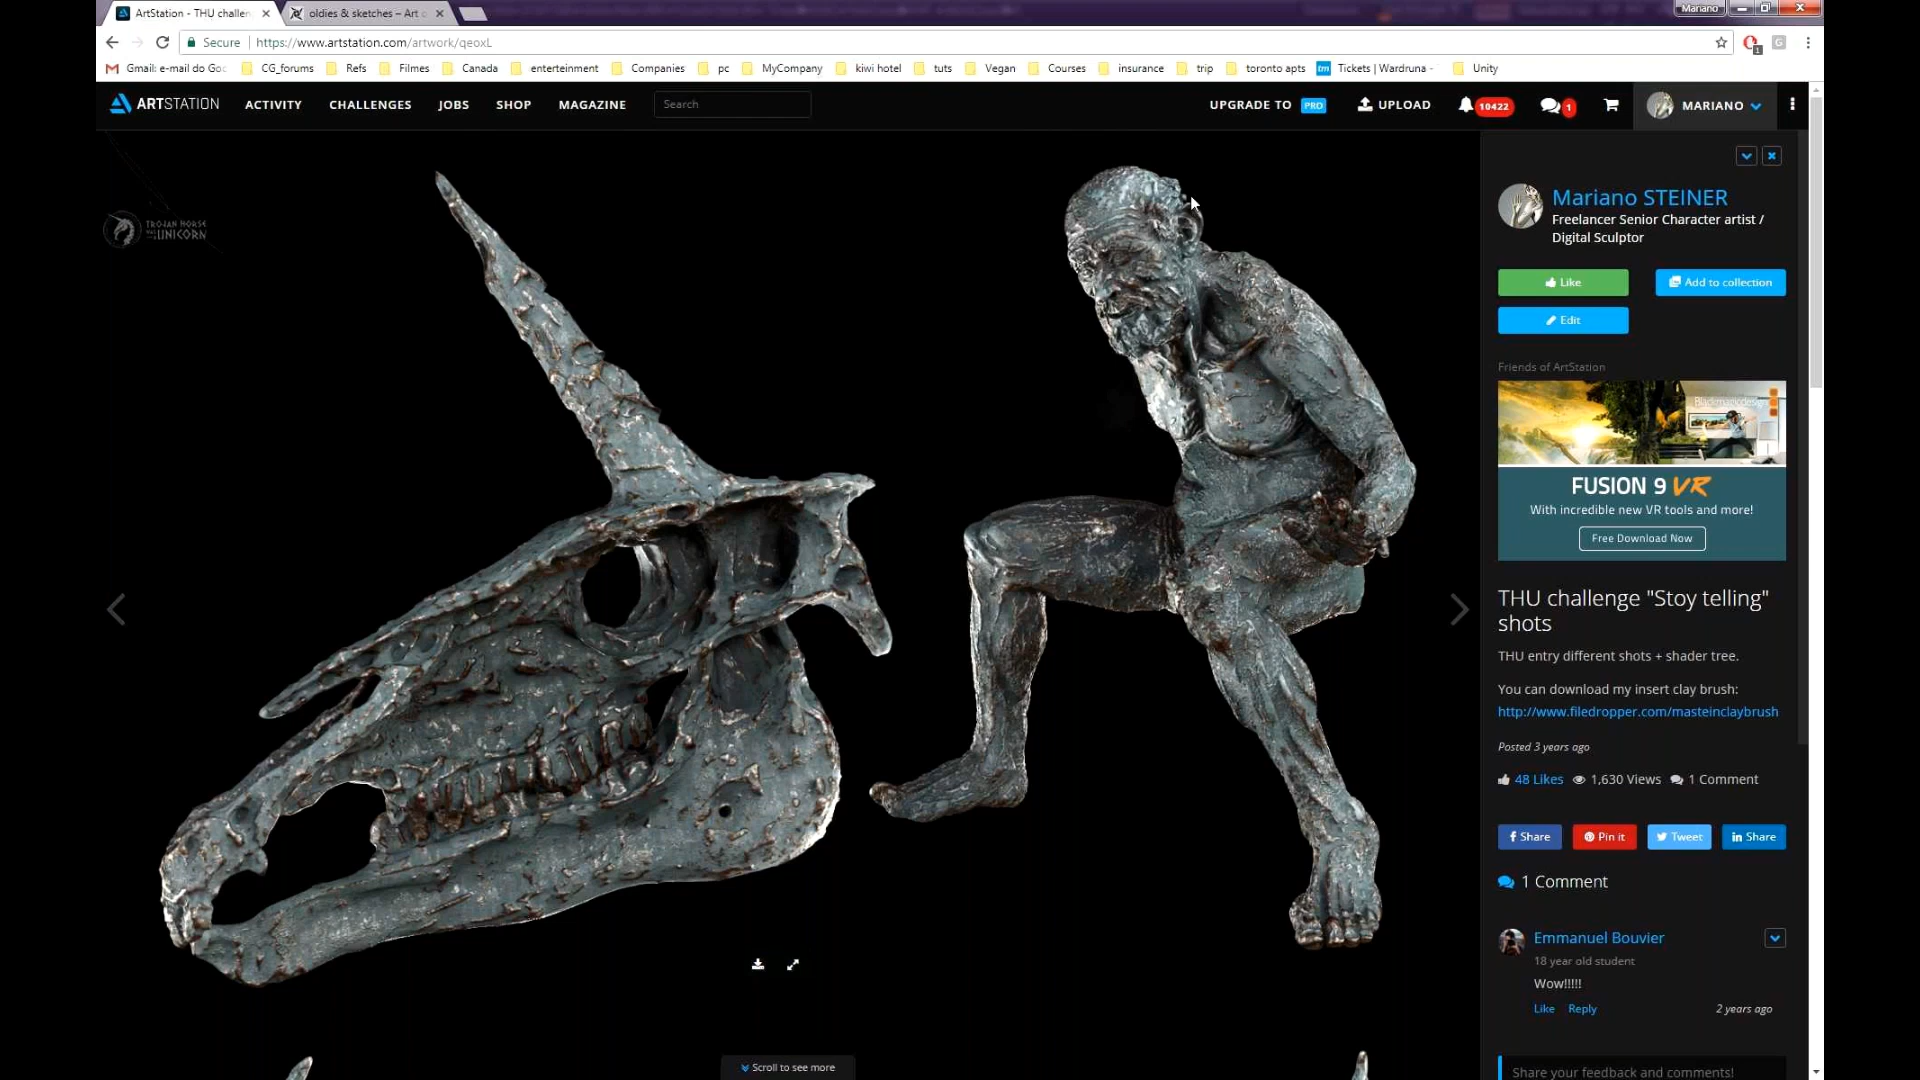 ArtStation - THU challen
oldies & sketches – Art o
Mariano
Secure
https://www.artstation.com/artwork/qeoxL
Gmail: e-mail do Goo
CG_forums
Refs
Filmes
Canada
enterteinment
Companies
pc
MyCompany
kiwi hotel
tuts
Vegan
Courses
insurance
trip
toronto apts
tm
Tickets | Wardruna -
Unity
ARTSTATION
ACTIVITY
CHALLENGES
JOBS
SHOP
MAGAZINE
Search
UPGRADE TO PRO
UPLOAD
10422
1
MARIANO
TROJAN HORSE
WAS A UNICORN
Mariano STEINER
Freelancer Senior Character artist /
Digital Sculptor
Like
Add to collection
Edit
Friends of ArtStation
Blackmagicdesign
FUSION 9 VR
With incredible new VR tools and more!
Free Download Now
THU challenge "Stoy telling"
shots
THU entry different shots + shader tree.
You can download my insert clay brush:
http://www.filedropper.com/masteinclaybrush
Posted 3 years ago
48 Likes 1,630 Views 1 Comment
Share
Pin it
Tweet
in Share
1 Comment
Emmanuel Bouvier
18 year old student
Wow!!!!!
Like Reply
2 years ago
Scroll to see more
Share your feedback and comments!